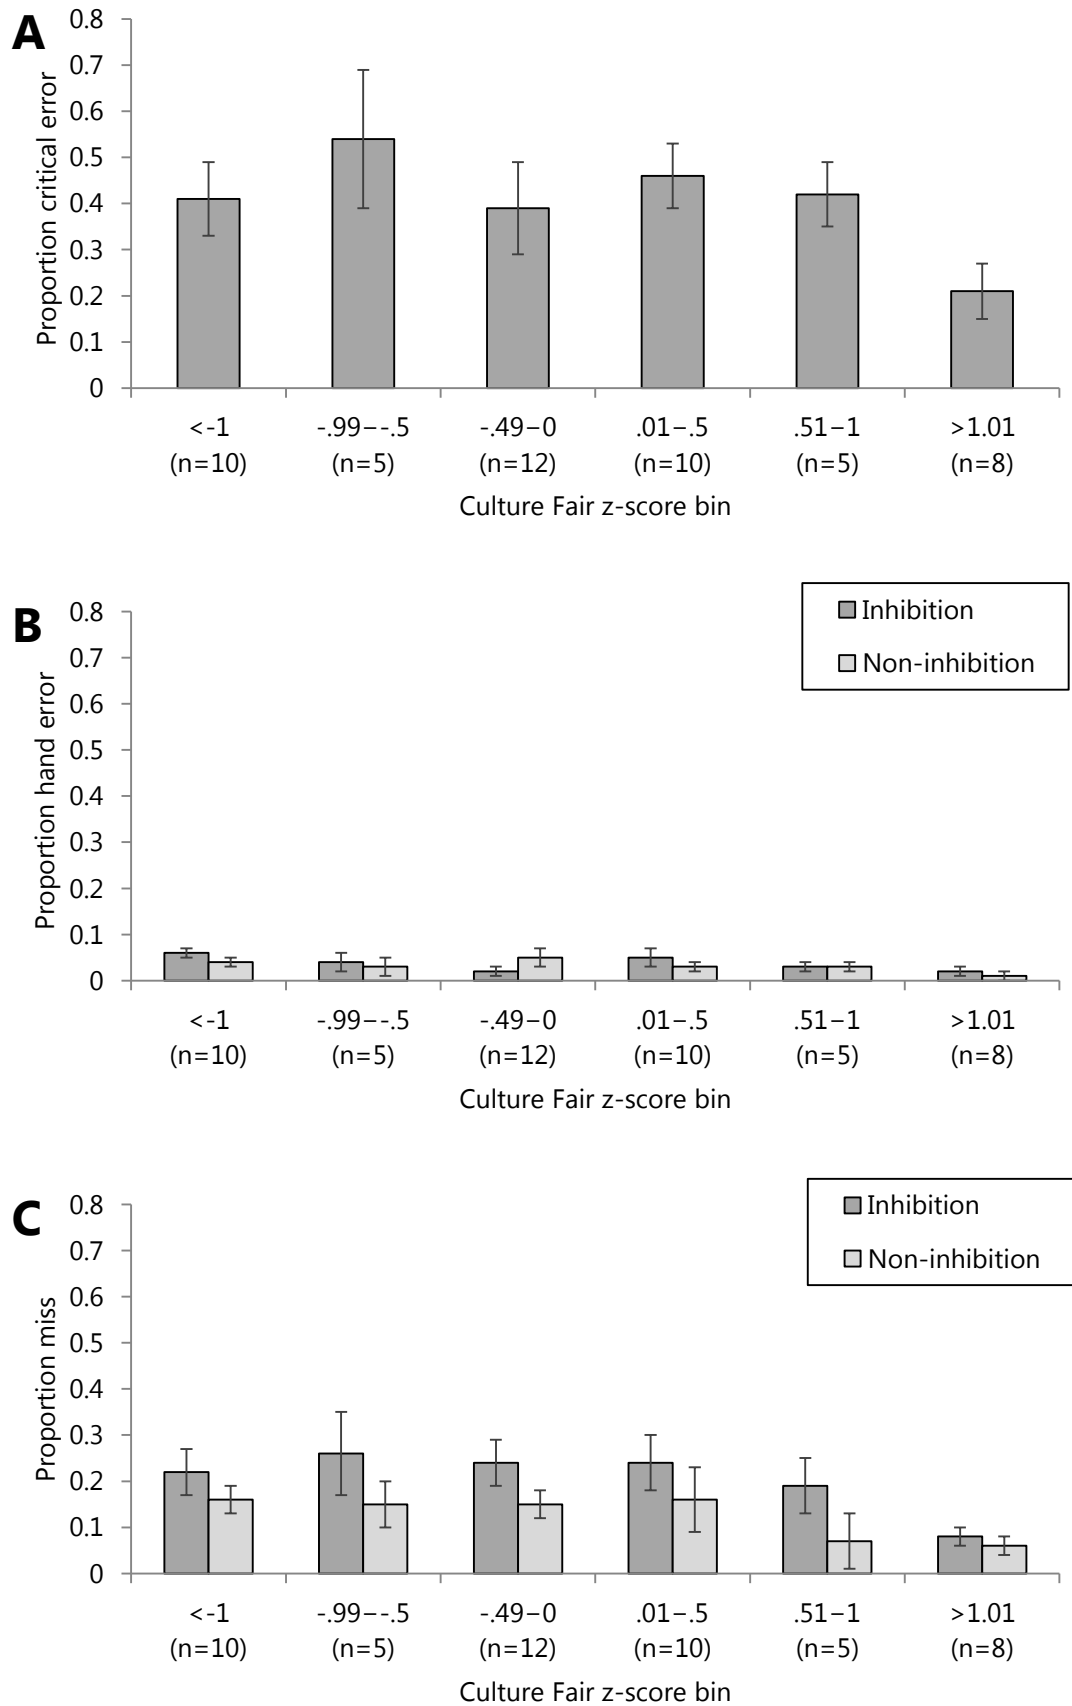 A
Proportion critical error
0.8
0.7
0.6
0.5
0.4
0.3
0.2
0.1
0
<-1 -.99–-.5 -.49–0 .01–.5 .51–1 >1.01
(n=10) (n=5) (n=12) (n=10) (n=5) (n=8)
Culture Fair z-score bin
B
Proportion hand error
0.8
0.7
0.6
0.5
0.4
0.3
0.2
0.1
0
Inhibition
Non-inhibition
<-1 -.99–-.5 -.49–0 .01–.5 .51–1 >1.01
(n=10) (n=5) (n=12) (n=10) (n=5) (n=8)
Culture Fair z-score bin
C
Proportion miss
0.8
0.7
0.6
0.5
0.4
0.3
0.2
0.1
0
Inhibition
Non-inhibition
<-1 -.99–-.5 -.49–0 .01–.5 .51–1 >1.01
(n=10) (n=5) (n=12) (n=10) (n=5) (n=8)
Culture Fair z-score bin